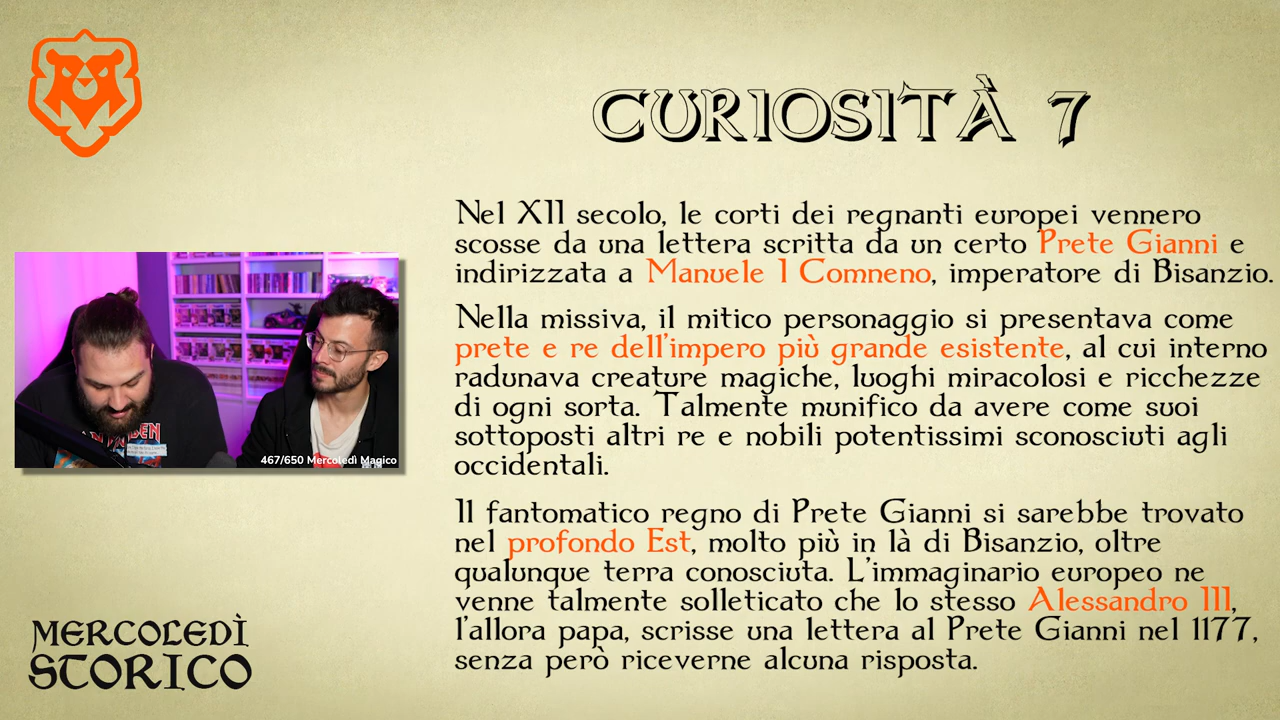 CURIOSITÀ 7
Nel XII secolo, le corti dei regnanti europei vennero
scosse da una lettera scritta da un certo Prete Gianni e
indirizzata a Manuele I Comneno, imperatore di Bisanzio.
Nella missiva, il mitico personaggio si presentava come
prete e re dell'impero più grande esistente, al cui interno
radunava creature magiche, luoghi miracolosi e ricchezze
di ogni sorta. Talmente munifico da avere come suoi
sottoposti altri re e nobili potentissimi sconosciuti agli
occidentali.
Il fantomatico regno di Prete Gianni si sarebbe trovato
nel profondo Est, molto più in là di Bisanzio, oltre
qualunque terra conosciuta. L'immaginario europeo ne
venne talmente solleticato che lo stesso Alessandro III,
l'allora papa, scrisse una lettera al Prete Gianni nel 1177,
senza però riceverne alcuna risposta.
467/650 Mercoledì Magico
MERCOLEDÌ
STORICO